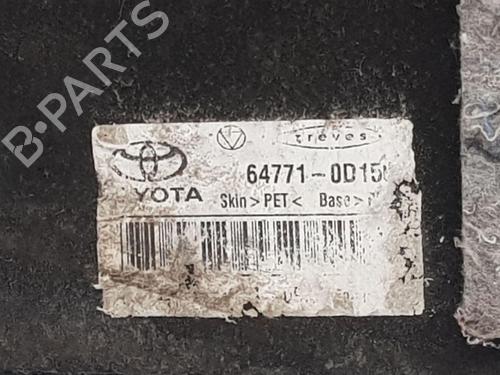 B-PARTS
treves
64771-0D15
YOTA
Skin>PET< Base>